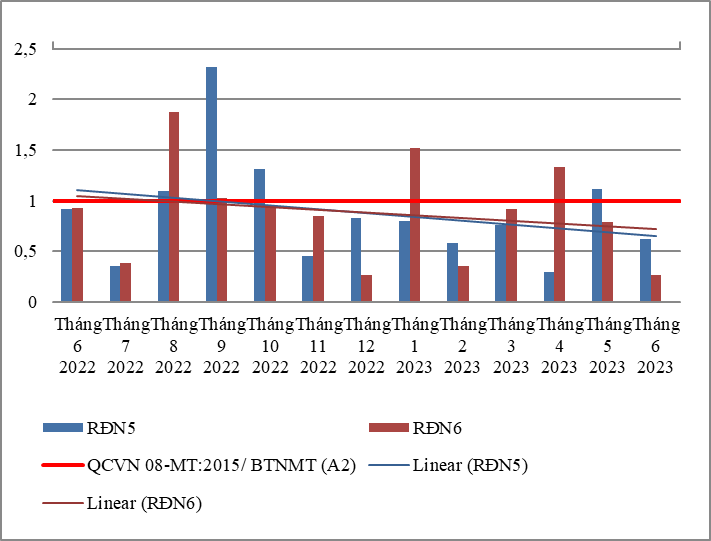 2,5
2
1,5
1
0,5
0
Tháng Tháng Tháng Tháng Tháng Tháng Tháng Tháng Tháng Tháng Tháng Tháng Tháng
6 7 8 9 10 11 12 1 2 3 4 5 6
2022 2022 2022 2022 2022 2022 2022 2023 2023 2023 2023 2023 2023
RĐN5 RĐN6
QCVN 08-MT:2015/ BTNMT (A2) Linear (RĐN5)
Linear (RĐN6)